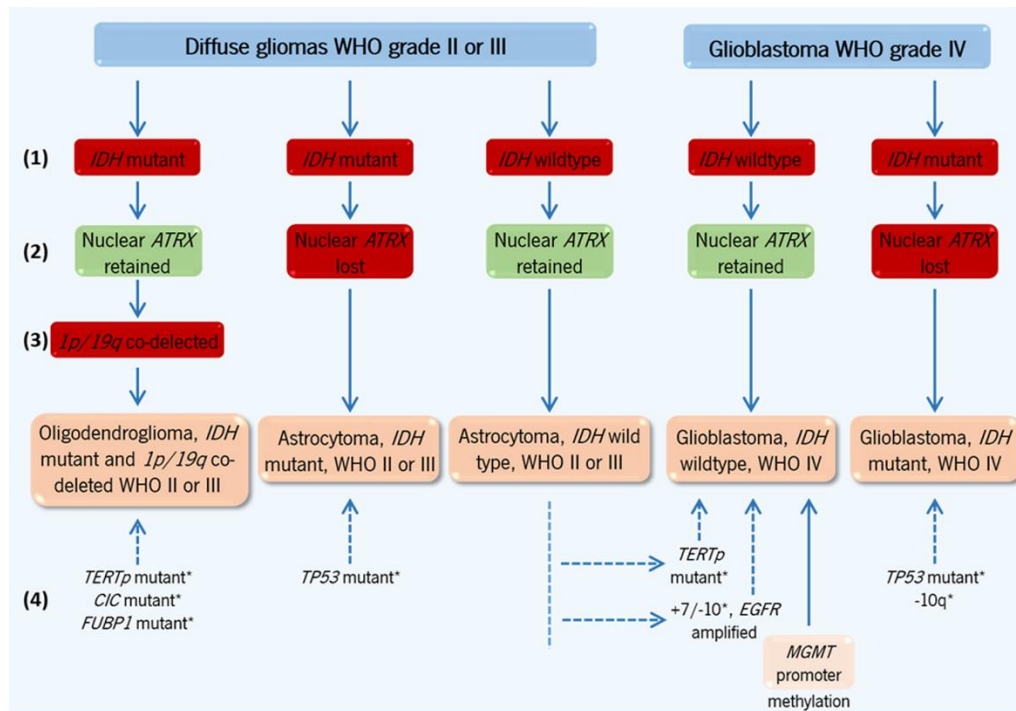 Diffuse gliomas WHO grade II or III
Glioblastoma WHO grade IV
(1)
IDH mutant
IDH mutant
IDH wildtype
IDH wildtype
IDH mutant
(2)
Nuclear ATRX
retained
Nuclear ATRX
lost
Nuclear ATRX
retained
Nuclear ATRX
retained
Nuclear ATRX
lost
(3)
1p/19q co-delected
Oligodendroglioma, IDH
mutant and 1p/19q co-
deleted WHO II or III
Astrocytoma, IDH
mutant, WHO II or III
Astrocytoma, IDH wild
type, WHO II or III
Glioblastoma, IDH
wildtype, WHO IV
Glioblastoma, IDH
mutant, WHO IV
(4)
TERTp mutant*
CIC mutant*
FUBP1 mutant*
TP53 mutant*
TERTp
mutant*
+7/-10*, EGFR
amplified
MGMT
promoter
methylation
TP53 mutant*
-10q*